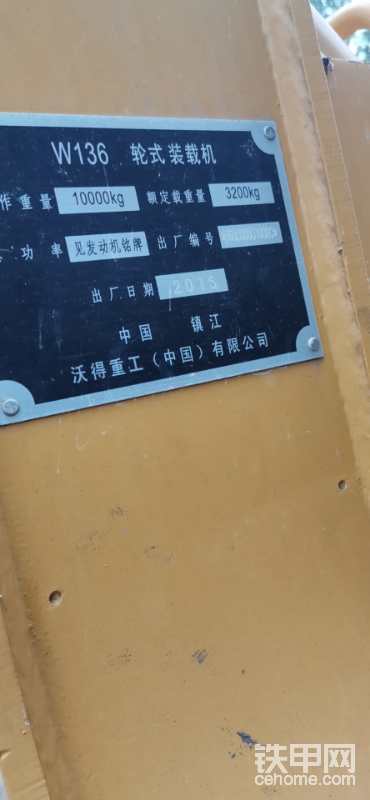 W136 轮式装载机
作重量 10000kg 额定载重量 3200kg
功率 见发动机铭牌 出厂编号
出厂日期
中国 镇江
沃得重工（中国）有限公司
铁甲网
cehome.com